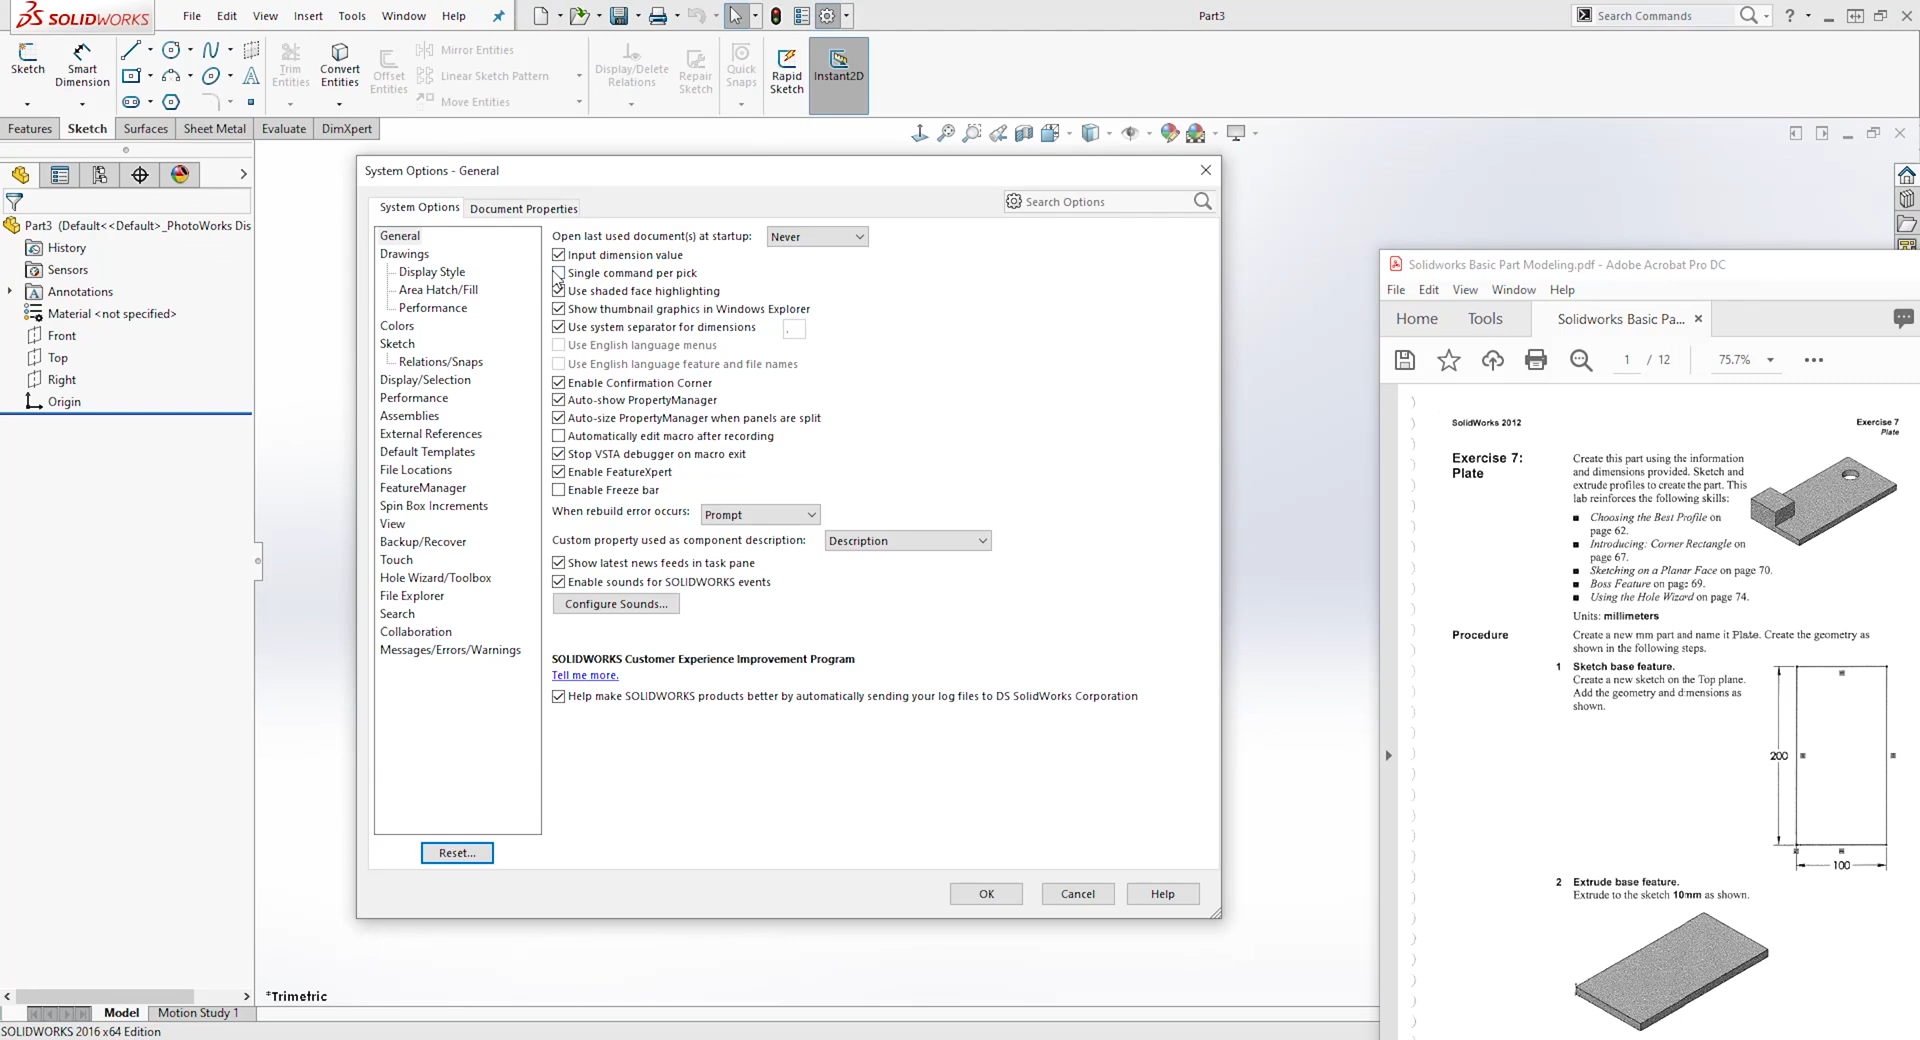 SOLIDWORKS
File Edit View Insert Tools Window Help
Part3
Search Commands
Sketch
Smart Dimension
Trim Entities
Convert Entities
Offset Entities
Mirror Entities
Linear Sketch Pattern
Move Entities
Display/Delete Relations
Repair Sketch
Quick Snaps
Rapid Sketch
Instant2D
Features Sketch Surfaces Sheet Metal Evaluate DimXpert
Part3 (Default<<Default>_PhotoWorks Dis
History
Sensors
Annotations
Material <not specified>
Front
Top
Right
Origin
System Options - General
System Options Document Properties
Search Options
General
Drawings
Display Style
Area Hatch/Fill
Performance
Colors
Sketch
Relations/Snaps
Display/Selection
Performance
Assemblies
External References
Default Templates
File Locations
FeatureManager
Spin Box Increments
View
Backup/Recover
Touch
Hole Wizard/Toolbox
File Explorer
Search
Collaboration
Messages/Errors/Warnings
Reset...
Open last used document(s) at startup: Never
Input dimension value
Single command per pick
Use shaded face highlighting
Show thumbnail graphics in Windows Explorer
Use system separator for dimensions .
Use English language menus
Use English language feature and file names
Enable Confirmation Corner
Auto-show PropertyManager
Auto-size PropertyManager when panels are split
Automatically edit macro after recording
Stop VSTA debugger on macro exit
Enable FeatureXpert
Enable Freeze bar
When rebuild error occurs: Prompt
Custom property used as component description: Description
Show latest news feeds in task pane
Enable sounds for SOLIDWORKS events
Configure Sounds...
SOLIDWORKS Customer Experience Improvement Program
Tell me more.
Help make SOLIDWORKS products better by automatically sending your log files to DS SolidWorks Corporation
OK Cancel Help
*Trimetric
Model Motion Study 1
SOLIDWORKS 2016 x64 Edition
Solidworks Basic Part Modeling.pdf - Adobe Acrobat Pro DC
File Edit View Window Help
Home Tools Solidworks Basic Pa...
1 / 12 75.7%
SolidWorks 2012
Exercise 7
Plate
Exercise 7:
Plate
Create this part using the information
and dimensions provided. Sketch and
extrude profiles to create the part. This
lab reinforces the following skills:
■ Choosing the Best Profile on
page 62.
■ Introducing: Corner Rectangle on
page 67.
■ Sketching on a Planar Face on page 70.
■ Boss Feature on page 69.
■ Using the Hole Wizard on page 74.
Units: millimeters
Procedure
Create a new mm part and name it Plate. Create the geometry as
shown in the following steps.
1 Sketch base feature.
Create a new sketch on the Top plane.
Add the geometry and dimensions as
shown.
200
100
2 Extrude base feature.
Extrude to the sketch 10mm as shown.